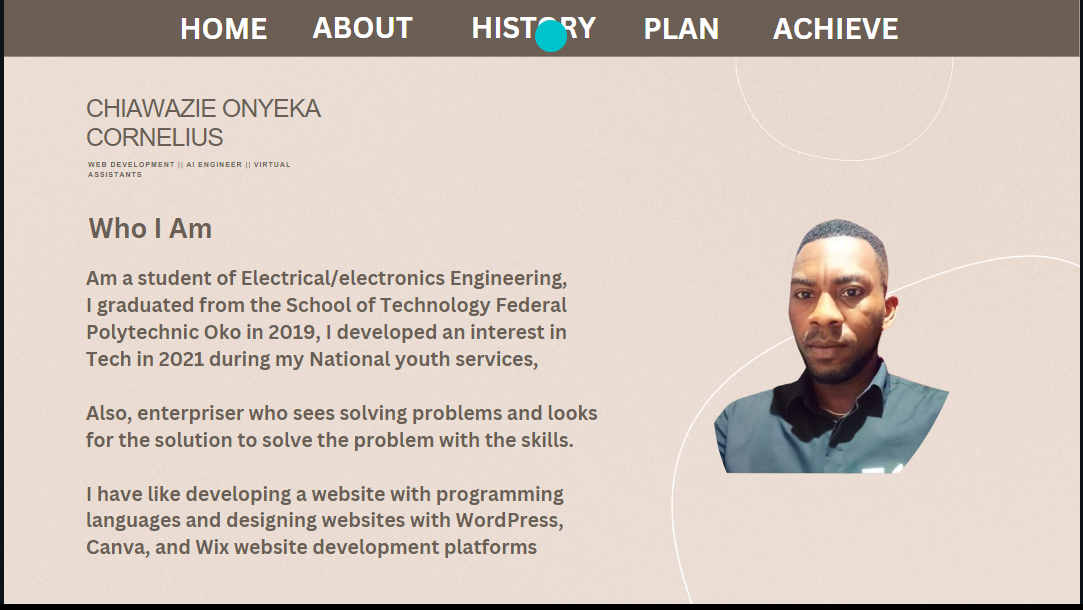 HOME ABOUT HISTORY PLAN ACHIEVE
CHIAWAZIE ONYEKA
CORNELIUS
WEB DEVELOPMENT || AI ENGINEER || VIRTUAL
ASSISTANTS
Who I Am
Am a student of Electrical/electronics Engineering,
I graduated from the School of Technology Federal
Polytechnic Oko in 2019, I developed an interest in
Tech in 2021 during my National youth services,
Also, enterpriser who sees solving problems and looks
for the solution to solve the problem with the skills.
I have like developing a website with programming
languages and designing websites with WordPress,
Canva, and Wix website development platforms